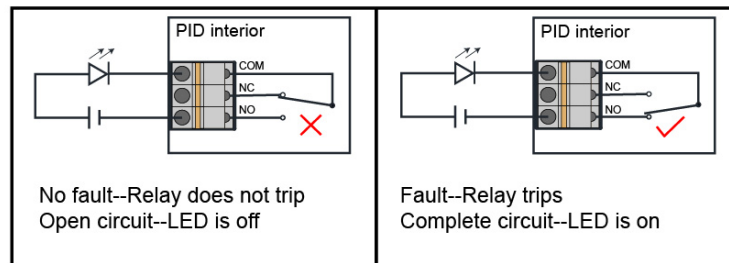 PID interior
COM
NC
NO
No fault--Relay does not trip
Open circuit--LED is off
PID interior
COM
NC
NO
Fault--Relay trips
Complete circuit--LED is on